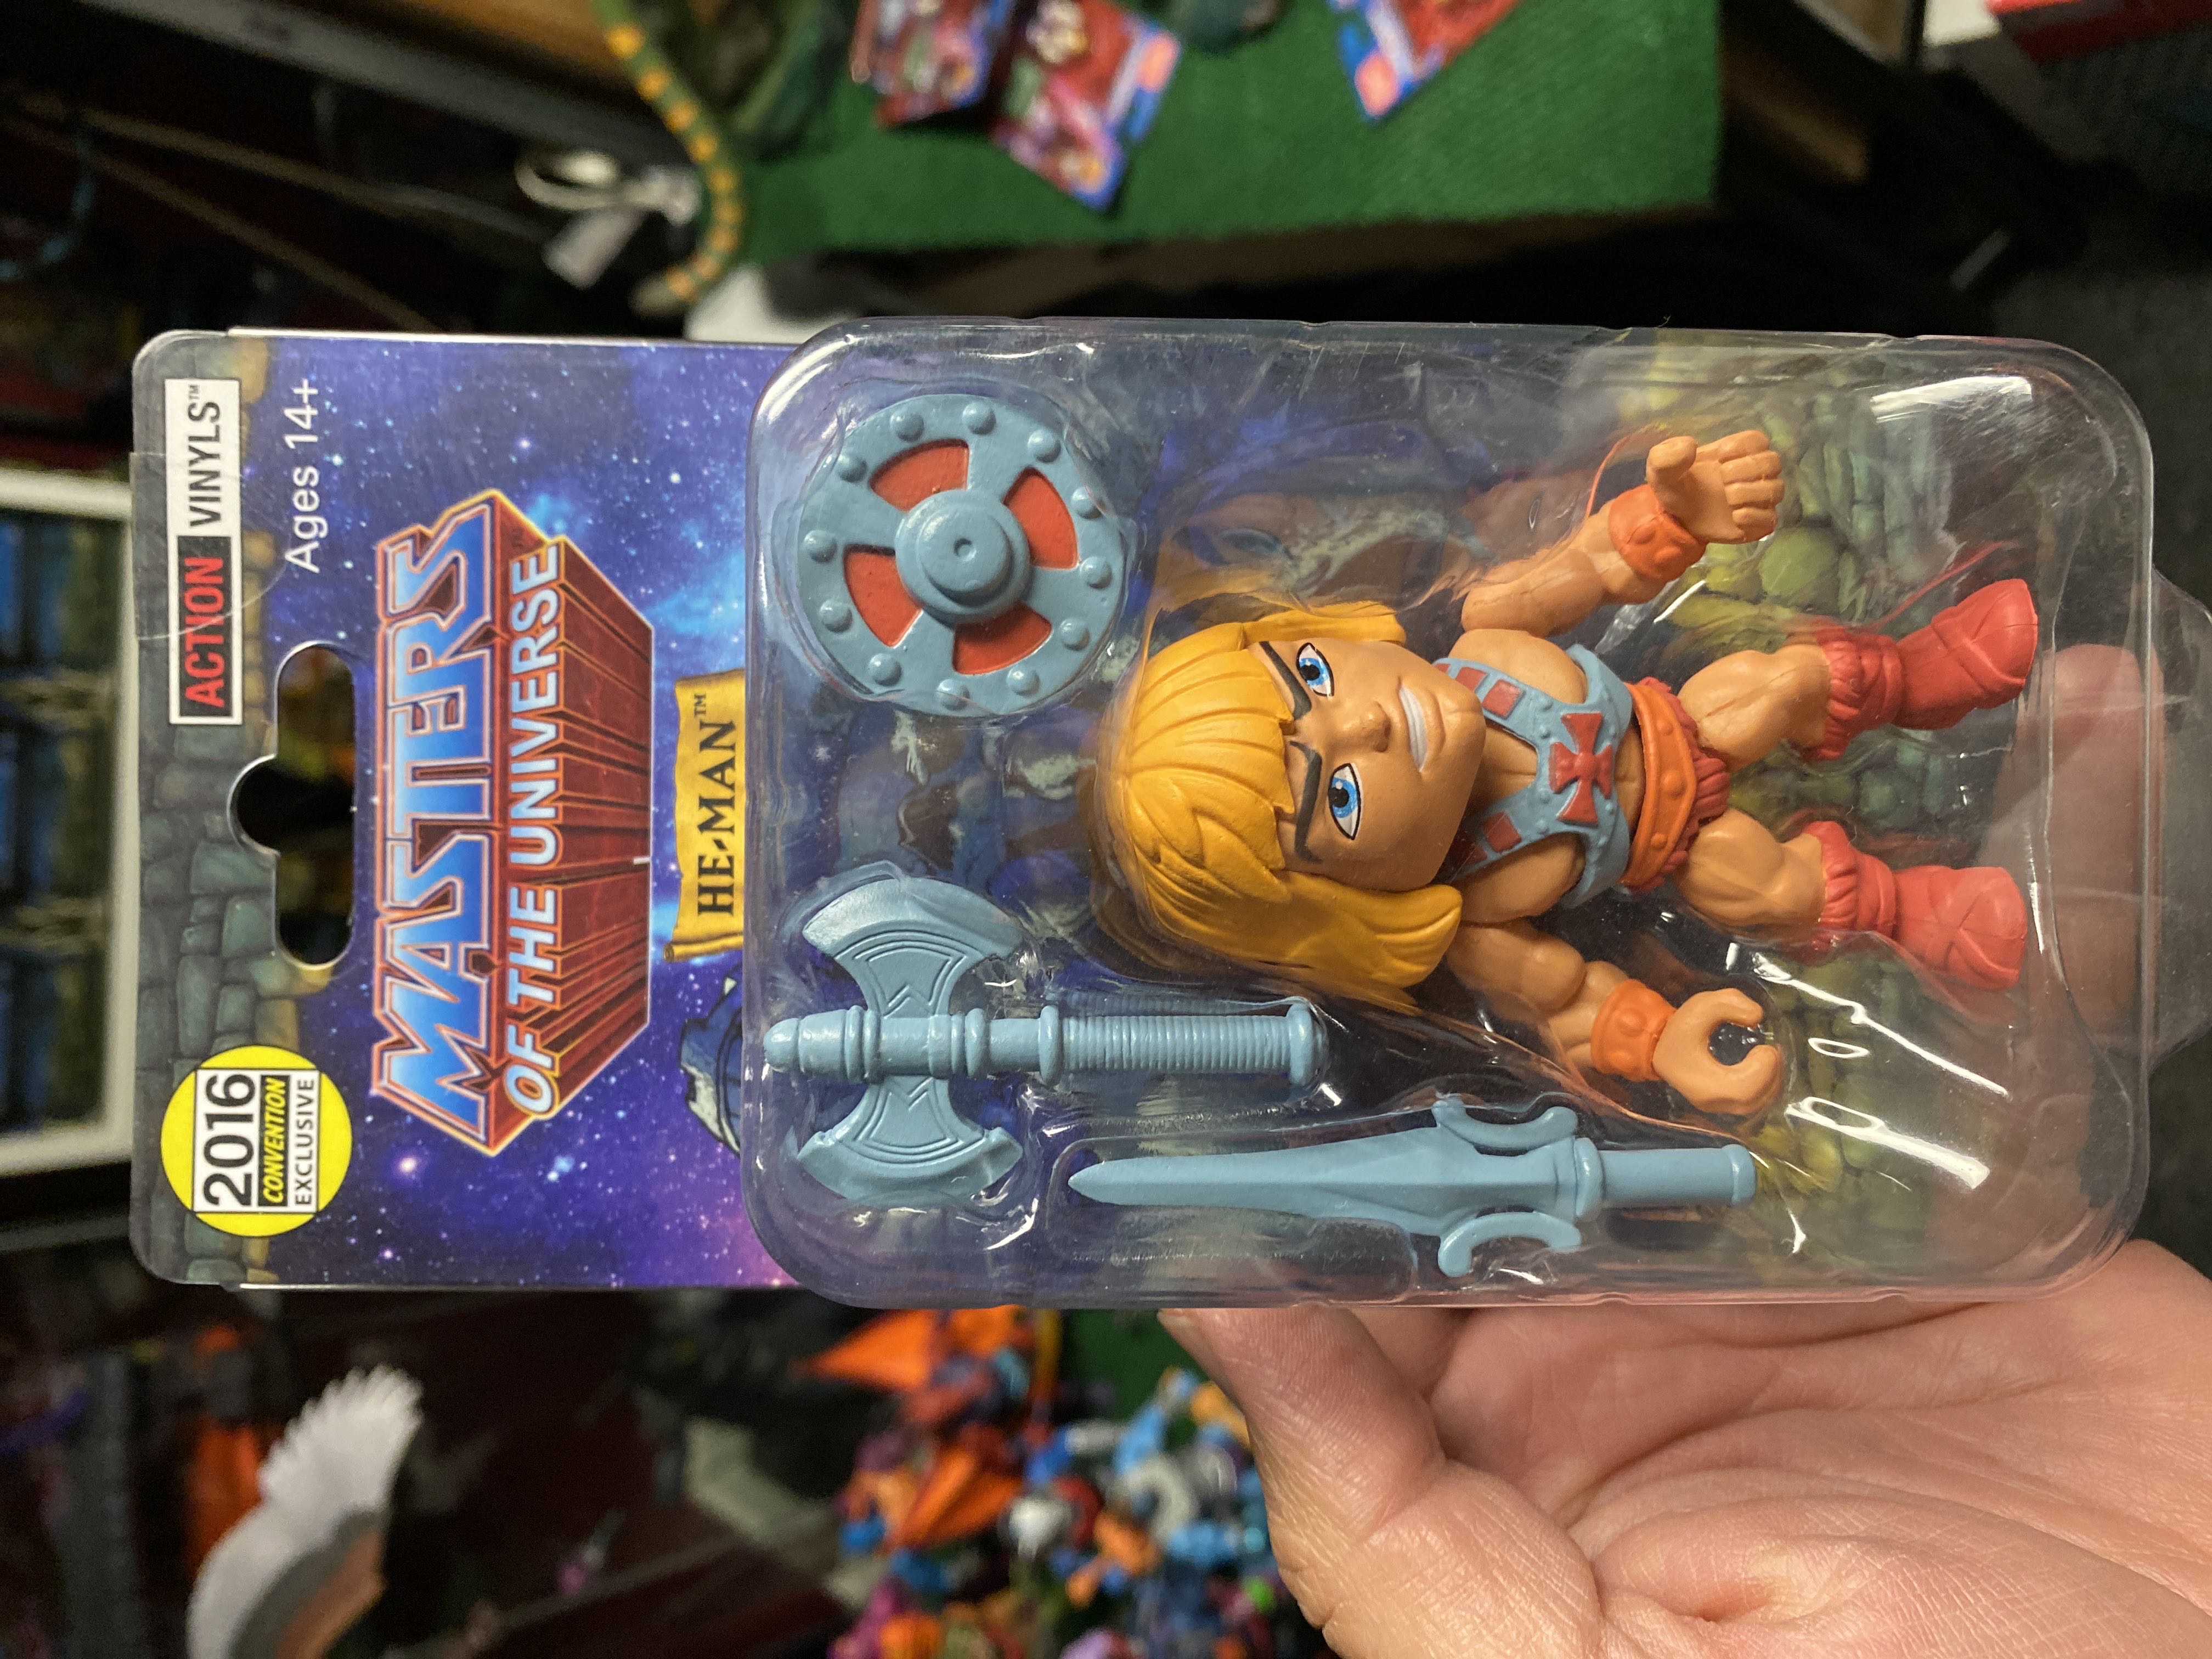 ACTION VINYLS™
Ages 14+
2016
CONVENTION
EXCLUSIVE
MASTERS
OF THE UNIVERSE
HE-MAN™